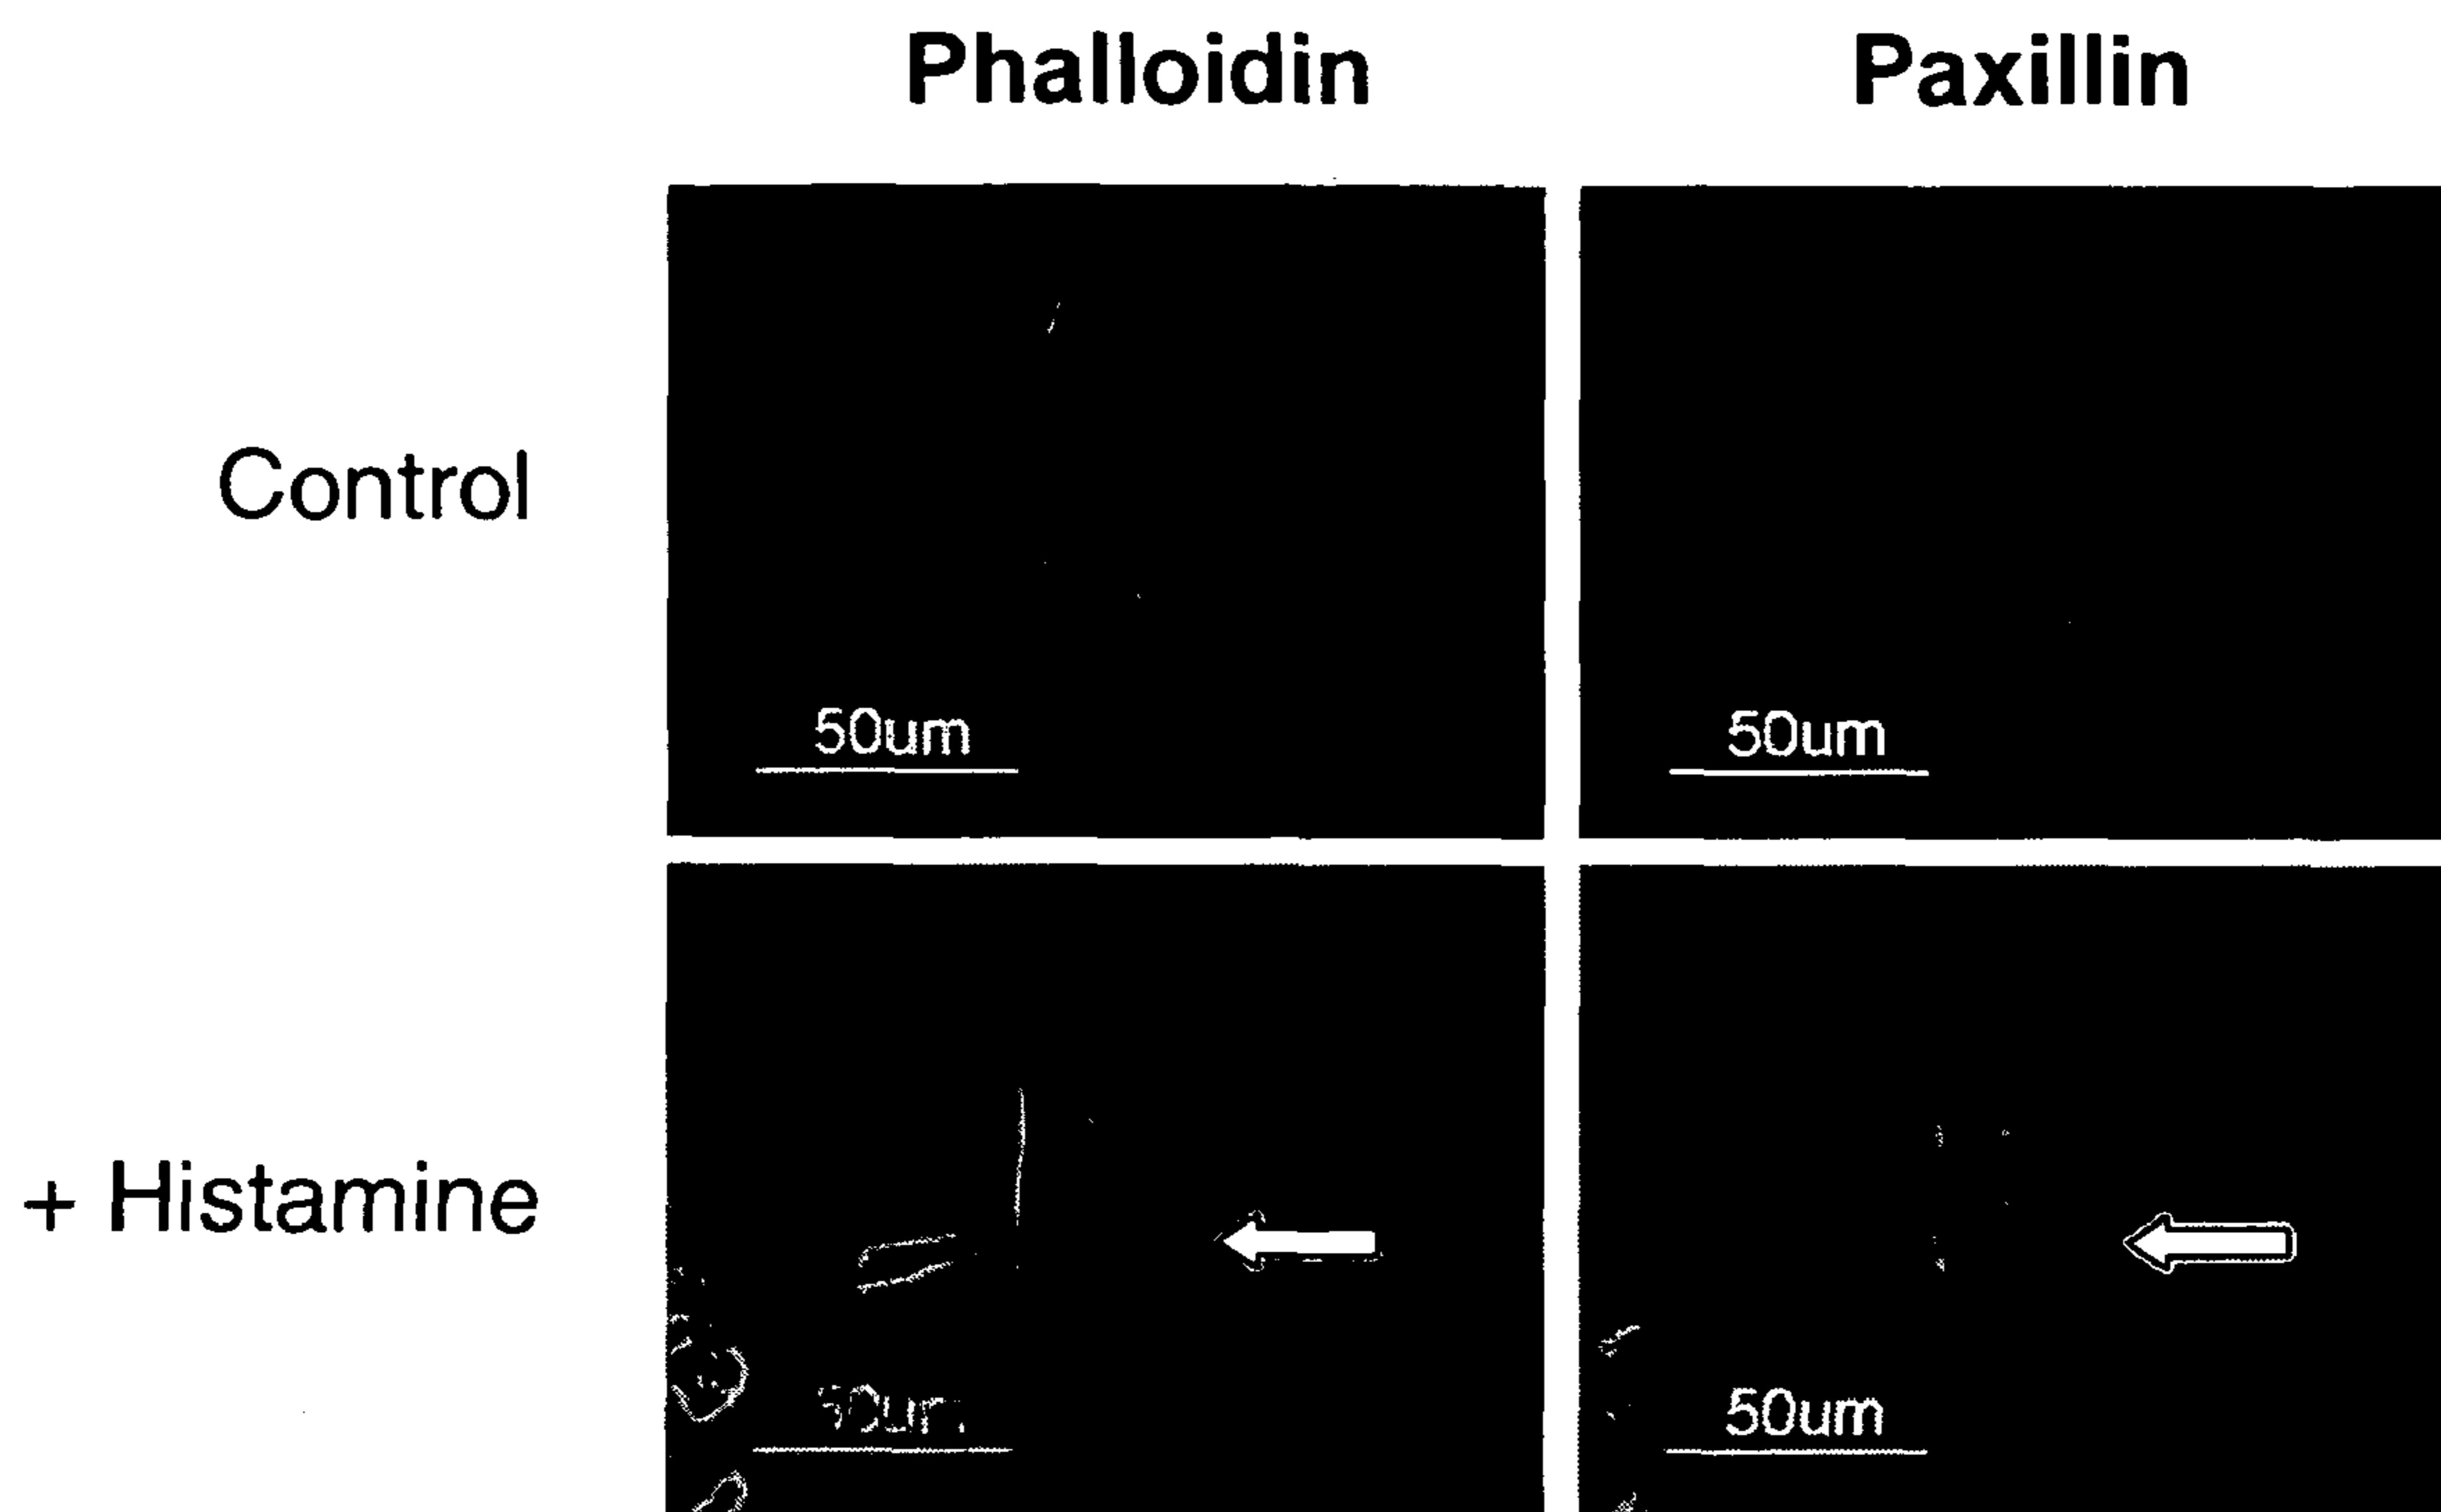 Phalloidin Paxillin
Control
50um 50um
+ Histamine
50um